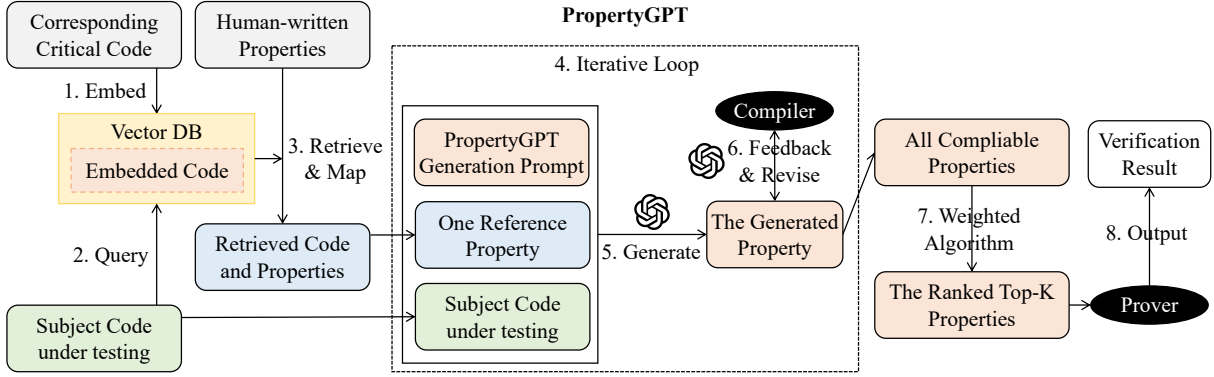 PropertyGPT
Corresponding
Critical Code
Human-written
Properties
4. Iterative Loop
1. Embed
Vector DB
Embedded Code
3. Retrieve
& Map
2. Query
Retrieved Code
and Properties
Subject Code
under testing
PropertyGPT
Generation Prompt
One Reference
Property
Subject Code
under testing
5. Generate
Compiler
6. Feedback
& Revise
The Generated
Property
All Compliable
Properties
7. Weighted
Algorithm
The Ranked Top-K
Properties
Prover
8. Output
Verification
Result